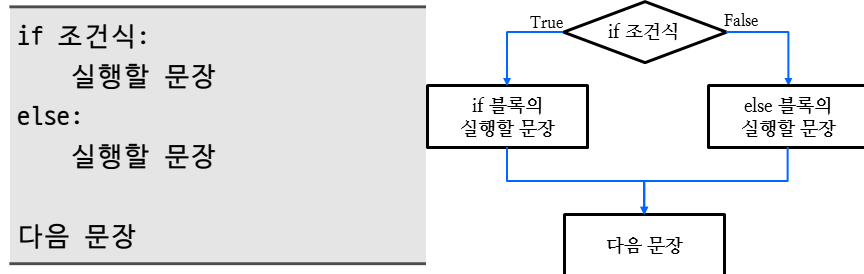 if 조건식:
실행할 문장
else:
실행할 문장
다음 문장
True
if 조건식
False
if 블록의
실행할 문장
else 블록의
실행할 문장
다음 문장